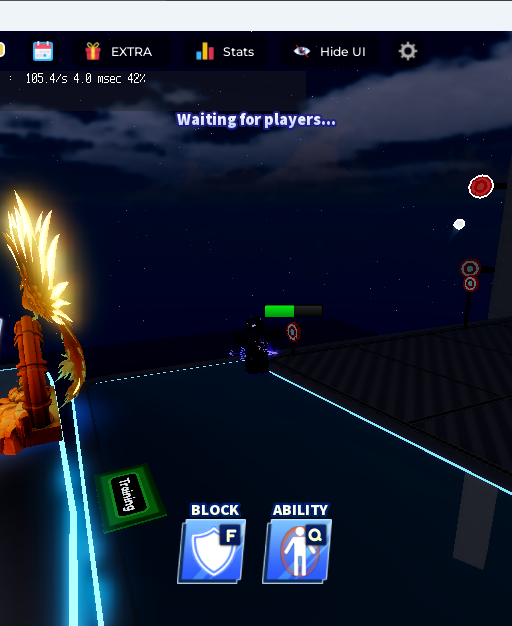 EXTRA Stats Hide UI
: 105.4/s 4.0 msec 42%
Waiting for players...
Training
BLOCK ABILITY
F Q